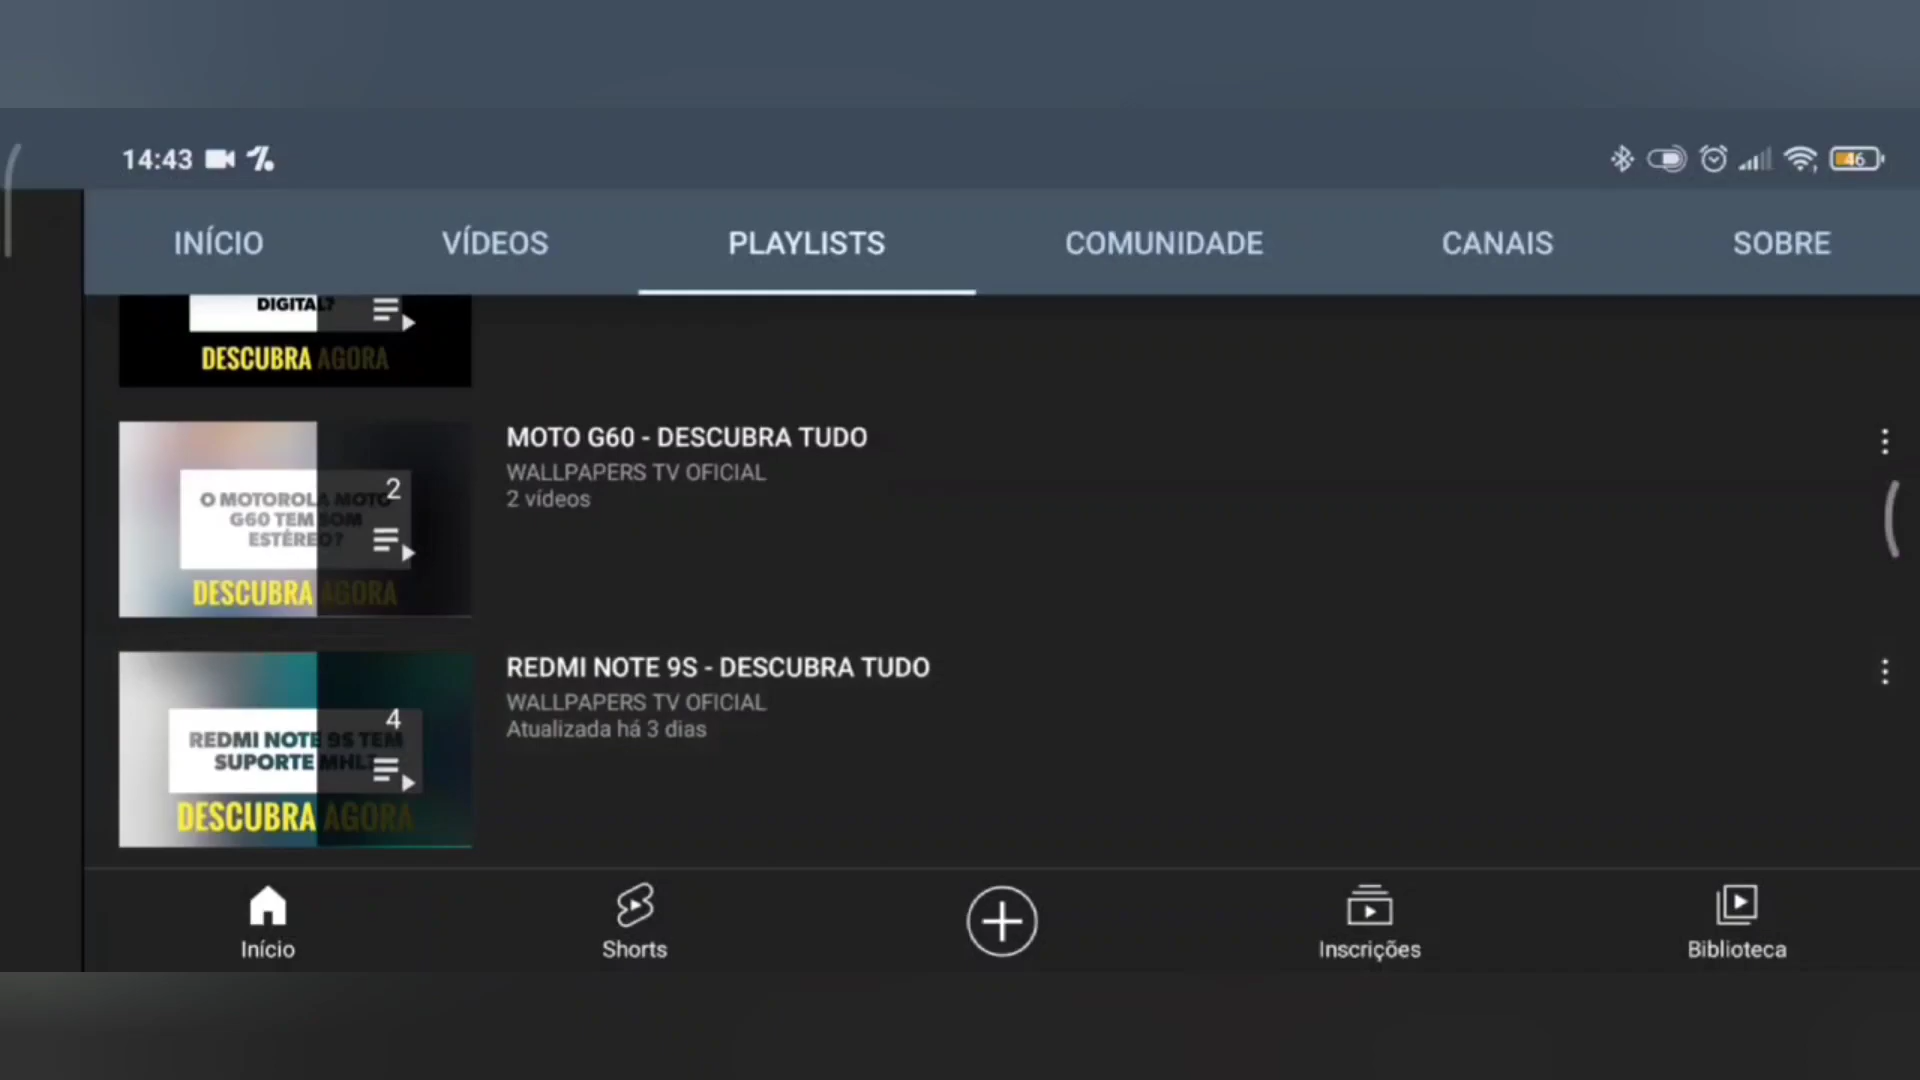 14:43
46
INÍCIO
VÍDEOS
PLAYLISTS
COMUNIDADE
CANAIS
SOBRE
DIGITAL?
DESCUBRA AGORA
2
O MOTOROLA MOTO
G60 TEM SOM
ESTÉREO?
DESCUBRA AGORA
MOTO G60 - DESCUBRA TUDO
WALLPAPERS TV OFICIAL
2 vídeos
4
REDMI NOTE 9S TEM
SUPORTE MHL?
DESCUBRA AGORA
REDMI NOTE 9S - DESCUBRA TUDO
WALLPAPERS TV OFICIAL
Atualizada há 3 dias
Início
Shorts
Inscrições
Biblioteca